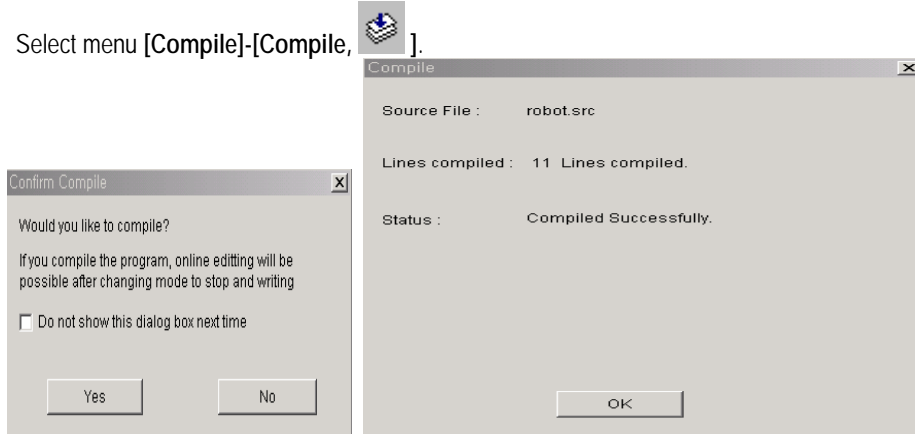 Select menu [Compile]-[Compile, ].
Compile
Source File : robot.src
Lines compiled : 11 Lines compiled.
Status : Compiled Successfully.
OK
Confirm Compile
Would you like to compile?
If you compile the program, online editting will be
possible after changing mode to stop and writing
Do not show this dialog box next time
Yes No